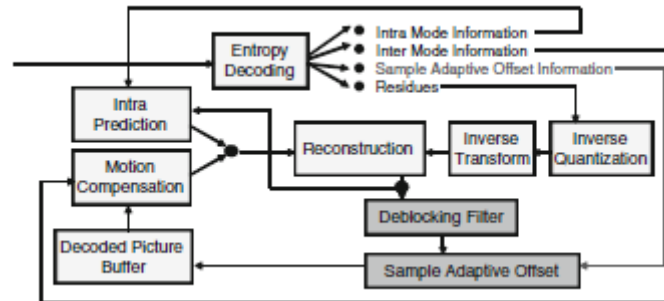 Entropy
Decoding
Intra Mode Information
Inter Mode Information
Sample Adaptive Offset Information
Residues
Intra
Prediction
Motion
Compensation
Reconstruction
Inverse
Transform
Inverse
Quantization
Deblocking Filter
Decoded Picture
Buffer
Sample Adaptive Offset